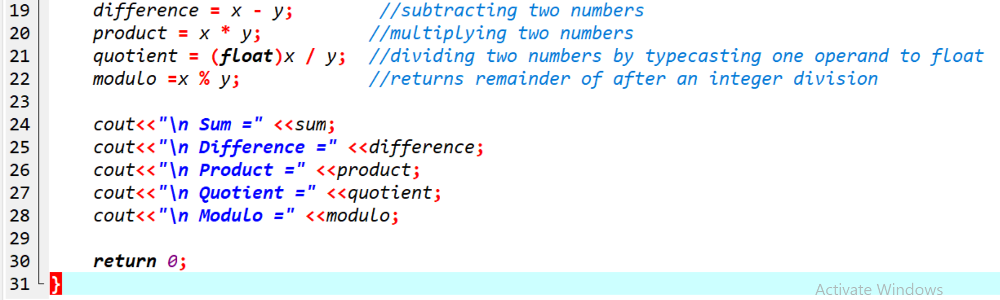 19 difference = x - y; //subtracting two numbers
20 product = x * y; //multiplying two numbers
21 quotient = (float)x / y; //dividing two numbers by typecasting one operand to float
22 modulo =x % y; //returns remainder of after an integer division
23
24 cout<<"\n Sum =" <<sum;
25 cout<<"\n Difference =" <<difference;
26 cout<<"\n Product =" <<product;
27 cout<<"\n Quotient =" <<quotient;
28 cout<<"\n Modulo =" <<modulo;
29
30 return 0;
31 }
Activate Windows